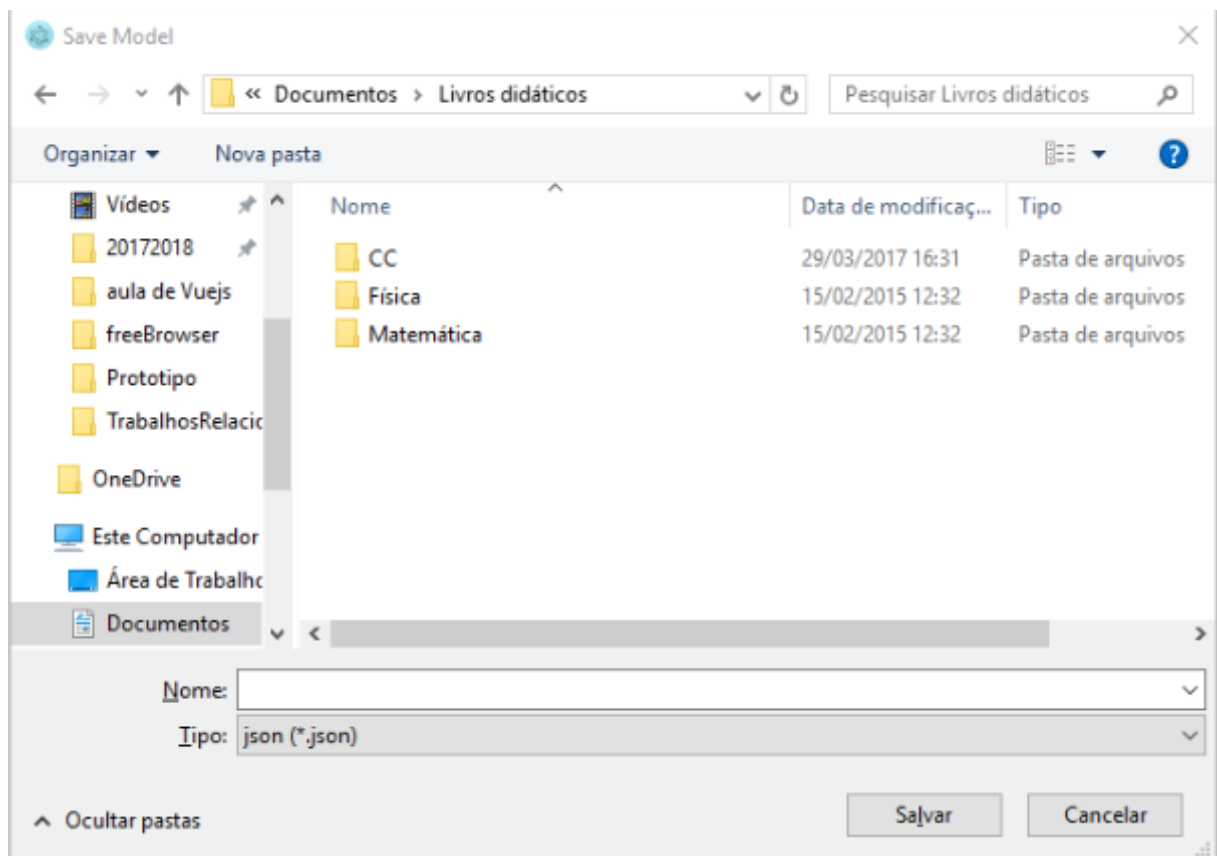 Save Model
« Documentos > Livros didáticos
Pesquisar Livros didáticos
Organizar Nova pasta
Vídeos
20172018
aula de Vuejs
freeBrowser
Prototipo
TrabalhosRelacic
OneDrive
Este Computador
Área de Trabalhc
Documentos
Nome Data de modificaç... Tipo
CC 29/03/2017 16:31 Pasta de arquivos
Física 15/02/2015 12:32 Pasta de arquivos
Matemática 15/02/2015 12:32 Pasta de arquivos
Nome:
Tipo: json (*.json)
Ocultar pastas
Salvar Cancelar